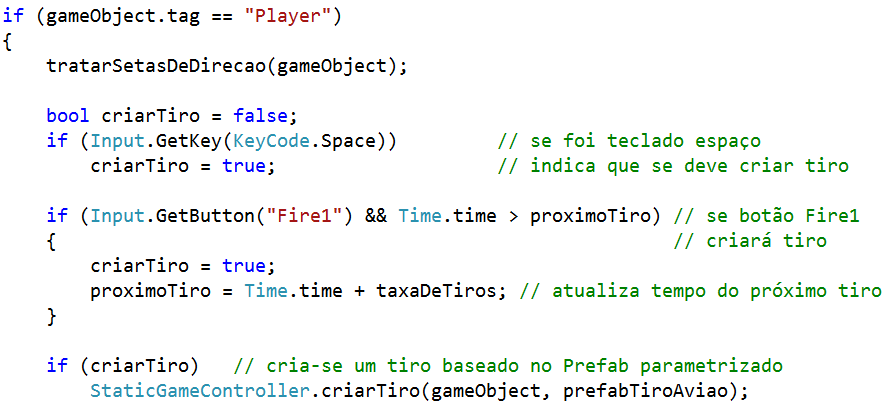 if (gameObject.tag == "Player")
{
    tratarSetasDeDirecao(gameObject);

    bool criarTiro = false;
    if (Input.GetKey(KeyCode.Space))         // se foi teclado espaço
        criarTiro = true;                    // indica que se deve criar tiro

    if (Input.GetButton("Fire1") && Time.time > proximoTiro) // se botão Fire1
    {                                                        // criará tiro
        criarTiro = true;
        proximoTiro = Time.time + taxaDeTiros; // atualiza tempo do próximo tiro
    }

    if (criarTiro)   // cria-se um tiro baseado no Prefab parametrizado
        StaticGameController.criarTiro(gameObject, prefabTiroAviao);